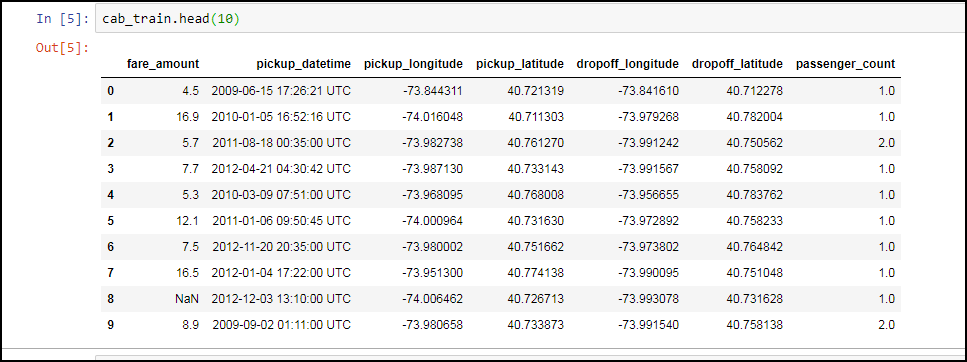 In [5]: cab_train.head(10)
Out[5]:
fare_amount pickup_datetime pickup_longitude pickup_latitude dropoff_longitude dropoff_latitude passenger_count
0 4.5 2009-06-15 17:26:21 UTC -73.844311 40.721319 -73.841610 40.712278 1.0
1 16.9 2010-01-05 16:52:16 UTC -74.016048 40.711303 -73.979268 40.782004 1.0
2 5.7 2011-08-18 00:35:00 UTC -73.982738 40.761270 -73.991242 40.750562 2.0
3 7.7 2012-04-21 04:30:42 UTC -73.987130 40.733143 -73.991567 40.758092 1.0
4 5.3 2010-03-09 07:51:00 UTC -73.968095 40.768008 -73.956655 40.783762 1.0
5 12.1 2011-01-06 09:50:45 UTC -74.000964 40.731630 -73.972892 40.758233 1.0
6 7.5 2012-11-20 20:35:00 UTC -73.980002 40.751662 -73.973802 40.764842 1.0
7 16.5 2012-01-04 17:22:00 UTC -73.951300 40.774138 -73.990095 40.751048 1.0
8 NaN 2012-12-03 13:10:00 UTC -74.006462 40.726713 -73.993078 40.731628 1.0
9 8.9 2009-09-02 01:11:00 UTC -73.980658 40.733873 -73.991540 40.758138 2.0